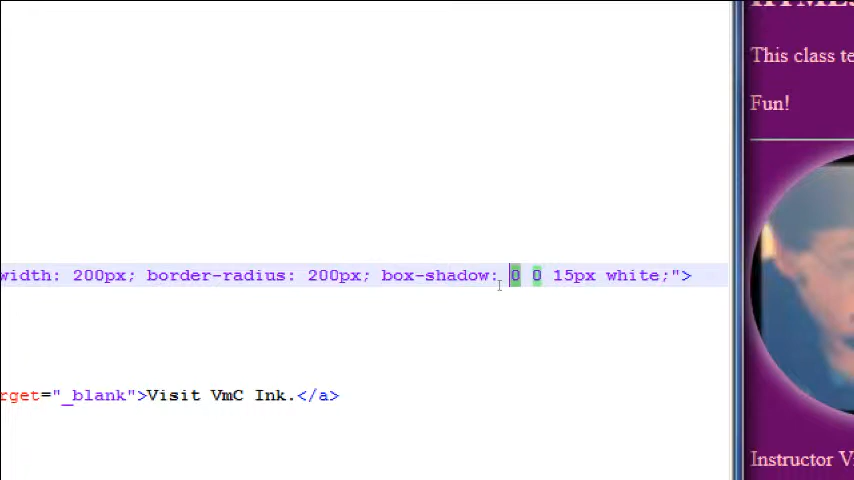 HTML5
This class te
Fun!
width: 200px; border-radius: 200px; box-shadow: 0 0 15px white;">
rget="_blank">Visit VmC Ink.</a>
Instructor V